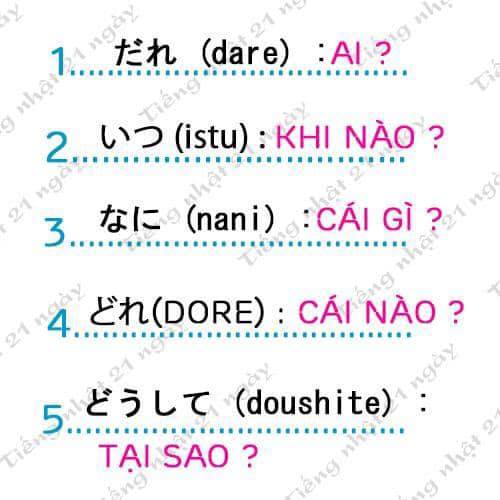 1 だれ (dare) : AI ?
2 いつ (istu) : KHI NÀO ?
3 なに (nani) : CÁI GÌ ?
4 どれ(DORE) : CÁI NÀO ?
5 どうして (doushite) :
TẠI SAO ?
Tiếng nhật 21 ngày